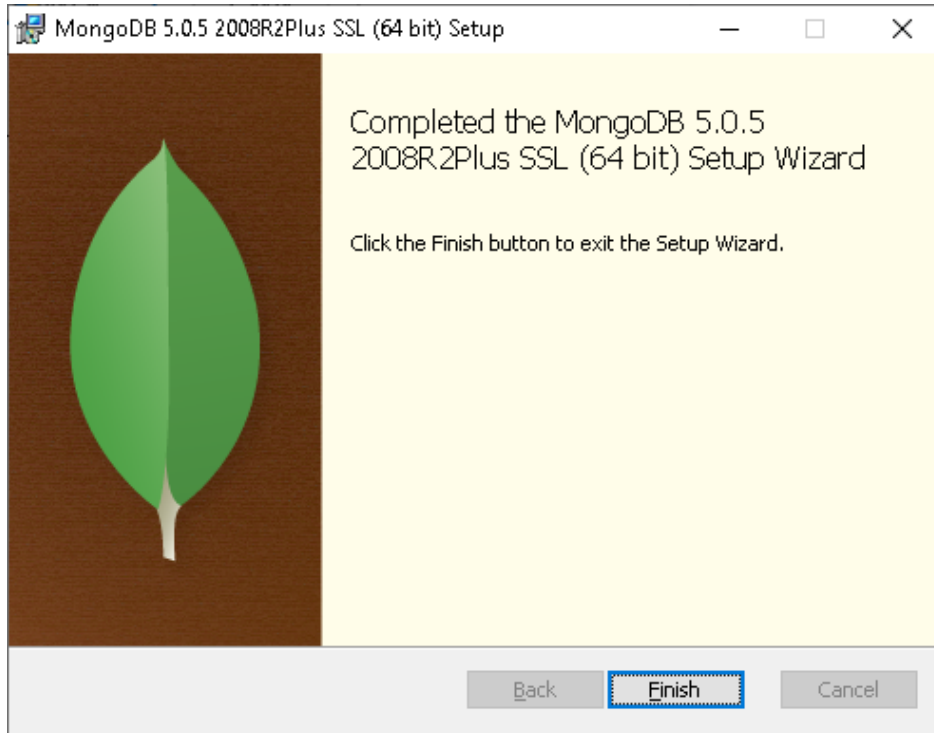 MongoDB 5.0.5 2008R2Plus SSL (64 bit) Setup
Completed the MongoDB 5.0.5
2008R2Plus SSL (64 bit) Setup Wizard
Click the Finish button to exit the Setup Wizard.
Back
Finish
Cancel